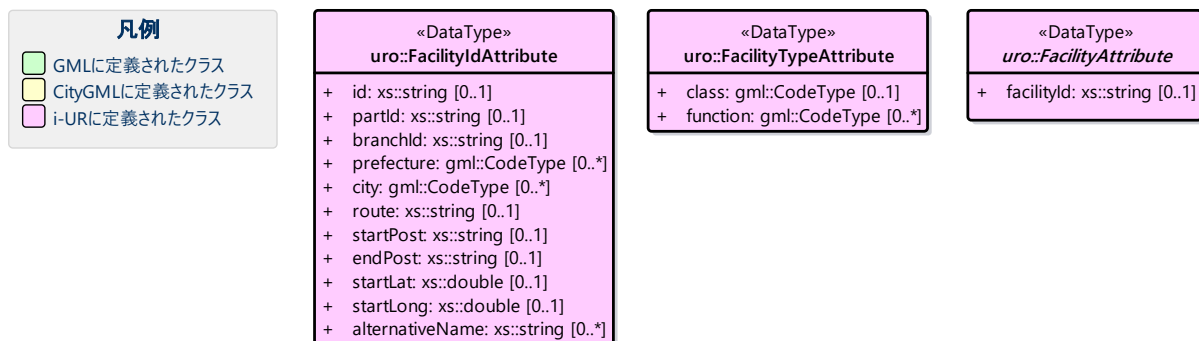 凡例
GMLに定義されたクラス
CityGMLに定義されたクラス
i-URに定義されたクラス
«DataType»
uro::FacilityIdAttribute
+ id: xs::string [0..1]
+ partId: xs::string [0..1]
+ branchId: xs::string [0..1]
+ prefecture: gml::CodeType [0..*]
+ city: gml::CodeType [0..*]
+ route: xs::string [0..1]
+ startPost: xs::string [0..1]
+ endPost: xs::string [0..1]
+ startLat: xs::double [0..1]
+ startLong: xs::double [0..1]
+ alternativeName: xs::string [0..*]
«DataType»
uro::FacilityTypeAttribute
+ class: gml::CodeType [0..1]
+ function: gml::CodeType [0..*]
«DataType»
uro::FacilityAttribute
+ facilityId: xs::string [0..1]